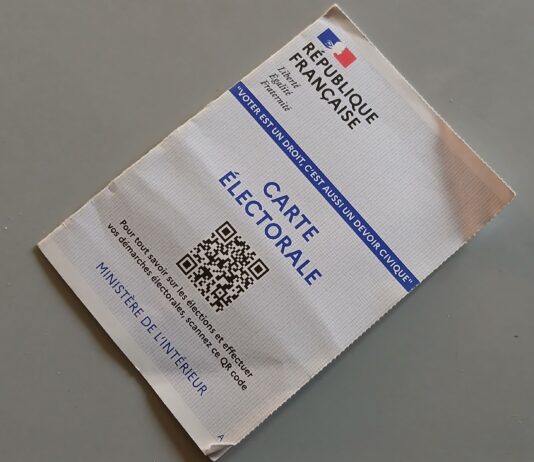 RÉPUBLIQUE
FRANÇAISE
Liberté
Égalité
Fraternité
"VOTER EST UN DROIT, C'EST AUSSI UN DEVOIR CIVIQUE"
CARTE
ÉLECTORALE
Pour tout savoir sur les élections et effectuer
vos démarches électorales, scannez ce QR code
MINISTÈRE DE L'INTÉRIEUR
A